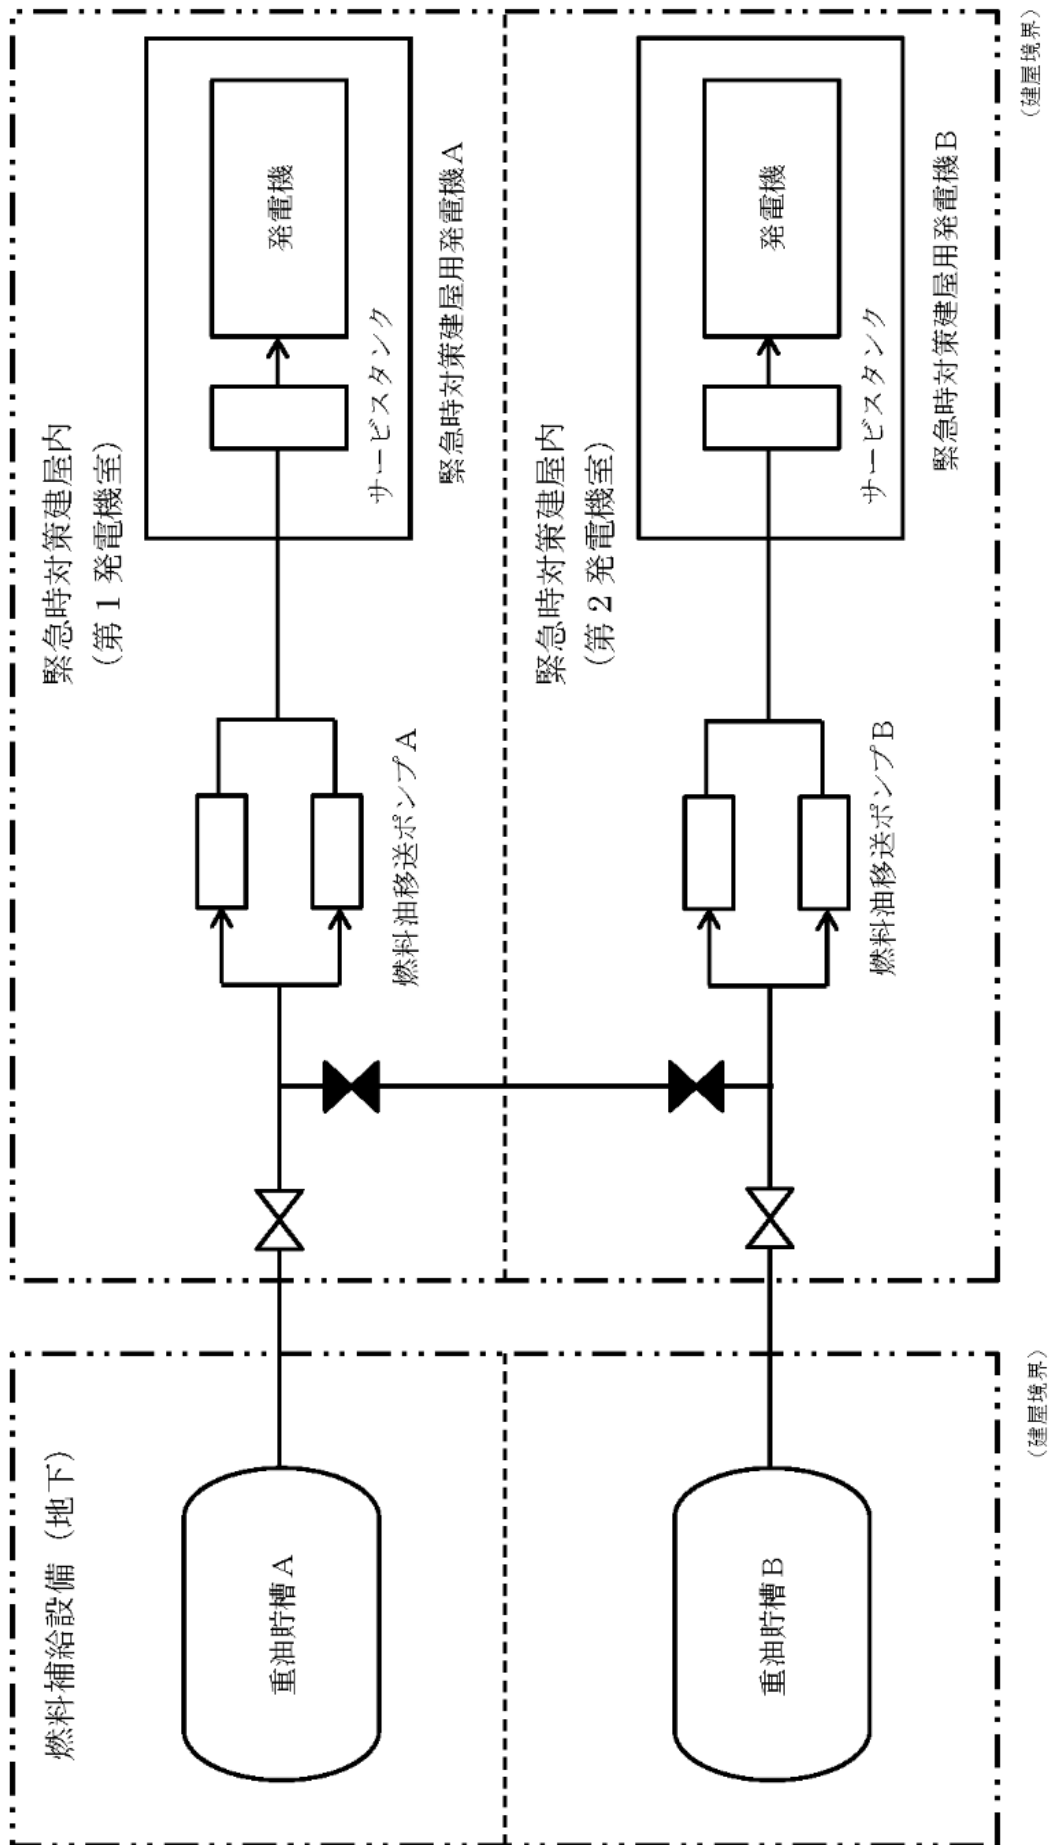 燃料補給設備（地下）
重油貯槽A
重油貯槽B
（建屋境界）
緊急時対策建屋内
（第１発電機室）
燃料油移送ポンプA
サービスタンク
発電機
緊急時対策建屋用発電機A
緊急時対策建屋内
（第２発電機室）
燃料油移送ポンプB
サービスタンク
発電機
緊急時対策建屋用発電機B
（建屋境界）